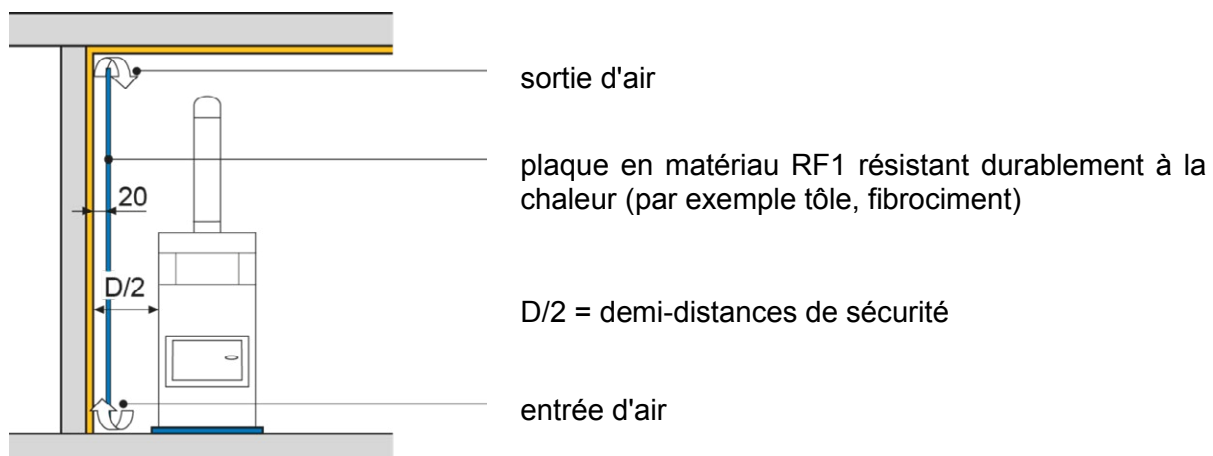 sortie d'air
plaque en matériau RF1 résistant durablement à la
chaleur (par exemple tôle, fibrociment)
20
D/2
D/2 = demi-distances de sécurité
entrée d'air